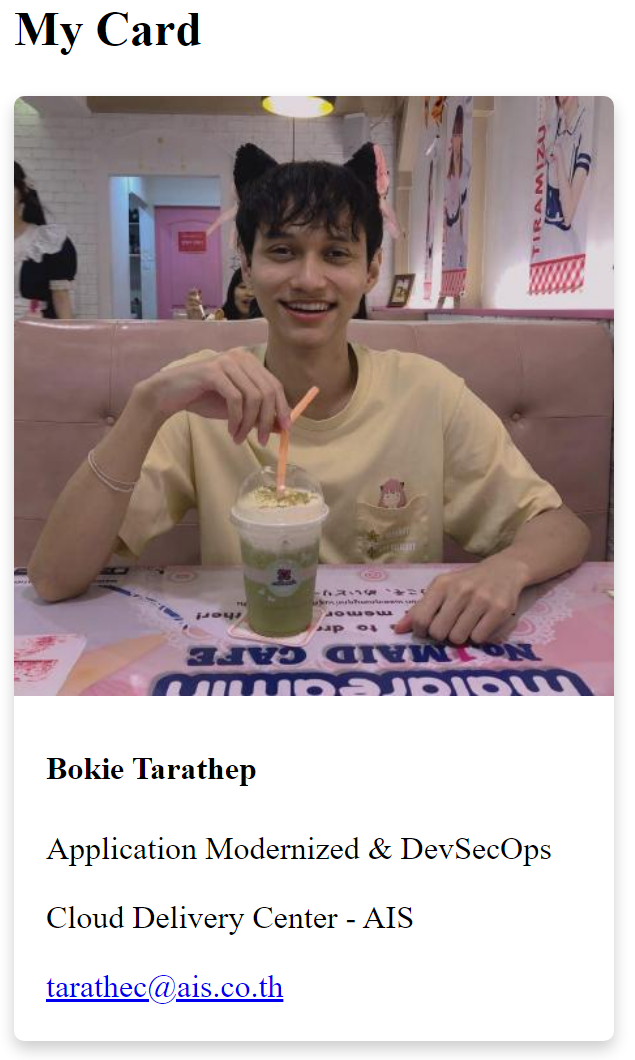 My Card
TIRAMIZU
No.1 MAID CAFE
maidreamin
Bokie Tarathep
Application Modernized & DevSecOps
Cloud Delivery Center - AIS
tarathec@ais.co.th